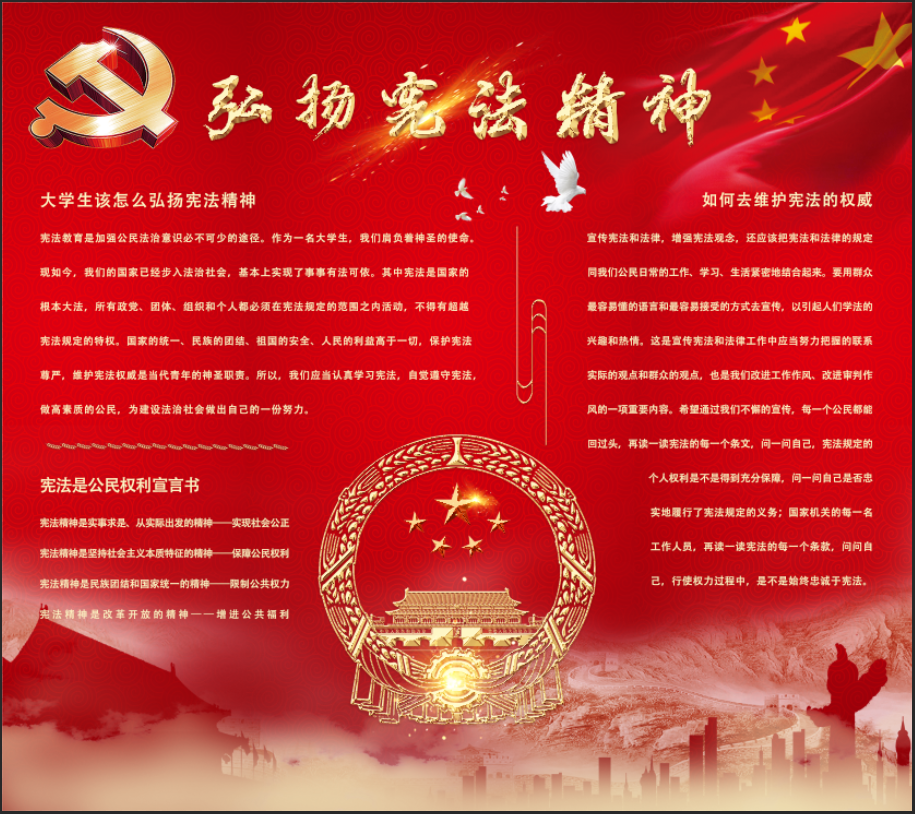 弘扬宪法精神
大学生该怎么弘扬宪法精神
宪法教育是加强公民法治意识必不可少的途径。作为一名大学生，我们肩负着神圣的使命。
现如今，我们的国家已经步入法治社会，基本上实现了事事有法可依。其中宪法是国家的
根本大法，所有政党、团体、组织和个人都必须在宪法规定的范围之内活动，不得有超越
宪法规定的特权。国家的统一、民族的团结、祖国的安全、人民的利益高于一切，保护宪法
尊严，维护宪法权威是当代青年的神圣职责。所以，我们应当认真学习宪法，自觉遵守宪法，
做高素质的公民，为建设法治社会做出自己的一份努力。
宪法是公民权利宣言书
宪法精神是实事求是、从实际出发的精神——实现社会公正
宪法精神是坚持社会主义本质特征的精神——保障公民权利
宪法精神是民族团结和国家统一的精神——限制公共权力
宪法精神是改革开放的精神——增进公共福利
如何去维护宪法的权威
宣传宪法和法律，增强宪法观念，还应该把宪法和法律的规定
同我们公民日常的工作、学习、生活紧密地结合起来。要用群众
最容易懂的语言和最容易接受的方式去宣传，以引起人们学法的
兴趣和热情。这是宣传宪法和法律工作中应当努力把握的联系
实际的观点和群众的观点，也是我们改进工作作风、改进审判作
风的一项重要内容。希望通过我们不懈的宣传，每一个公民都能
回过头，再读一读宪法的每一个条文，问一问自己，宪法规定的
个人权利是不是得到充分保障，问一问自己是否忠
实地履行了宪法规定的义务；国家机关的每一名
工作人员，再读一读宪法的每一个条款，问问自
己，行使权力过程中，是不是始终忠诚于宪法。